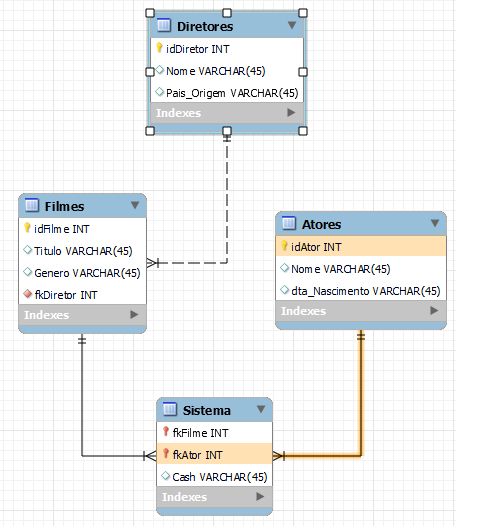 Diretores
idDiretor INT
Nome VARCHAR(45)
Pais_Origem VARCHAR(45)
Indexes
Filmes
idFilme INT
Titulo VARCHAR(45)
Genero VARCHAR(45)
fkDiretor INT
Indexes
Atores
idAtor INT
Nome VARCHAR(45)
dta_Nascimento VARCHAR(45)
Indexes
Sistema
fkFilme INT
fkAtor INT
Cash VARCHAR(45)
Indexes